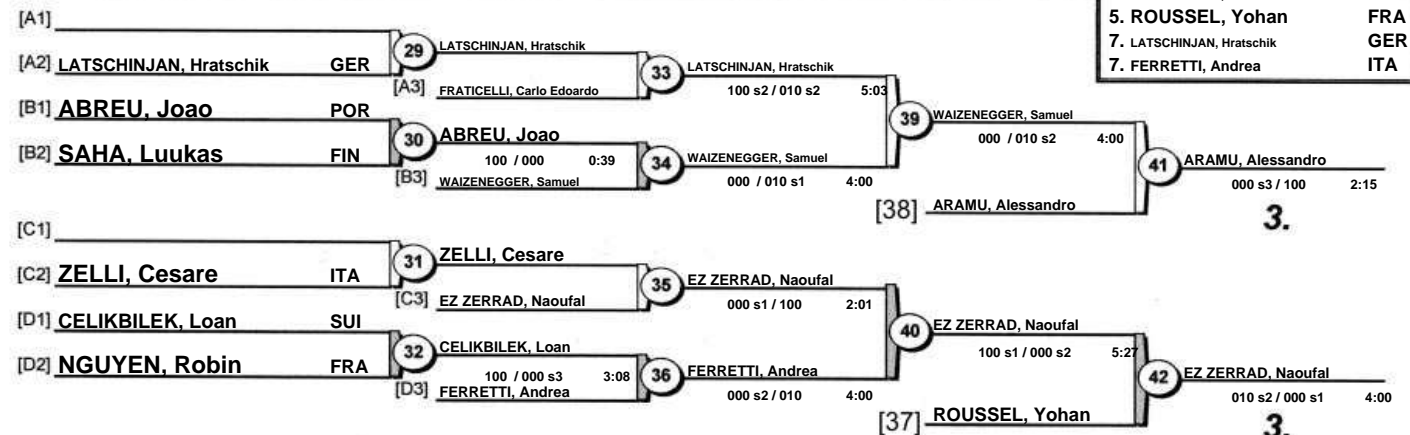 5. ROUSSEL, Yohan FRA
7. LATSCHINJAN, Hratschik GER
7. FERRETTI, Andrea ITA
[A1]
[A2] LATSCHINJAN, Hratschik GER
29
LATSCHINJAN, Hratschik
[A3] FRATICELLI, Carlo Edoardo
33
LATSCHINJAN, Hratschik
100 s2 / 010 s2 5:03
[B1] ABREU, Joao POR
[B2] SAHA, Luukas FIN
30
ABREU, Joao
100 / 000 0:39
[B3] WAIZENEGGER, Samuel
34
WAIZENEGGER, Samuel
000 / 010 s1 4:00
39
WAIZENEGGER, Samuel
000 / 010 s2 4:00
[38] ARAMU, Alessandro
41
ARAMU, Alessandro
000 s3 / 100 2:15
3.
[C1]
[C2] ZELLI, Cesare ITA
31
ZELLI, Cesare
[C3] EZ ZERRAD, Naoufal
35
EZ ZERRAD, Naoufal
000 s1 / 100 2:01
[D1] CELIKBILEK, Loan SUI
[D2] NGUYEN, Robin FRA
32
CELIKBILEK, Loan
100 / 000 s3 3:08
[D3] FERRETTI, Andrea
36
FERRETTI, Andrea
000 s2 / 010 4:00
40
EZ ZERRAD, Naoufal
100 s1 / 000 s2 5:27
[37] ROUSSEL, Yohan
42
EZ ZERRAD, Naoufal
010 s2 / 000 s1 4:00
3.